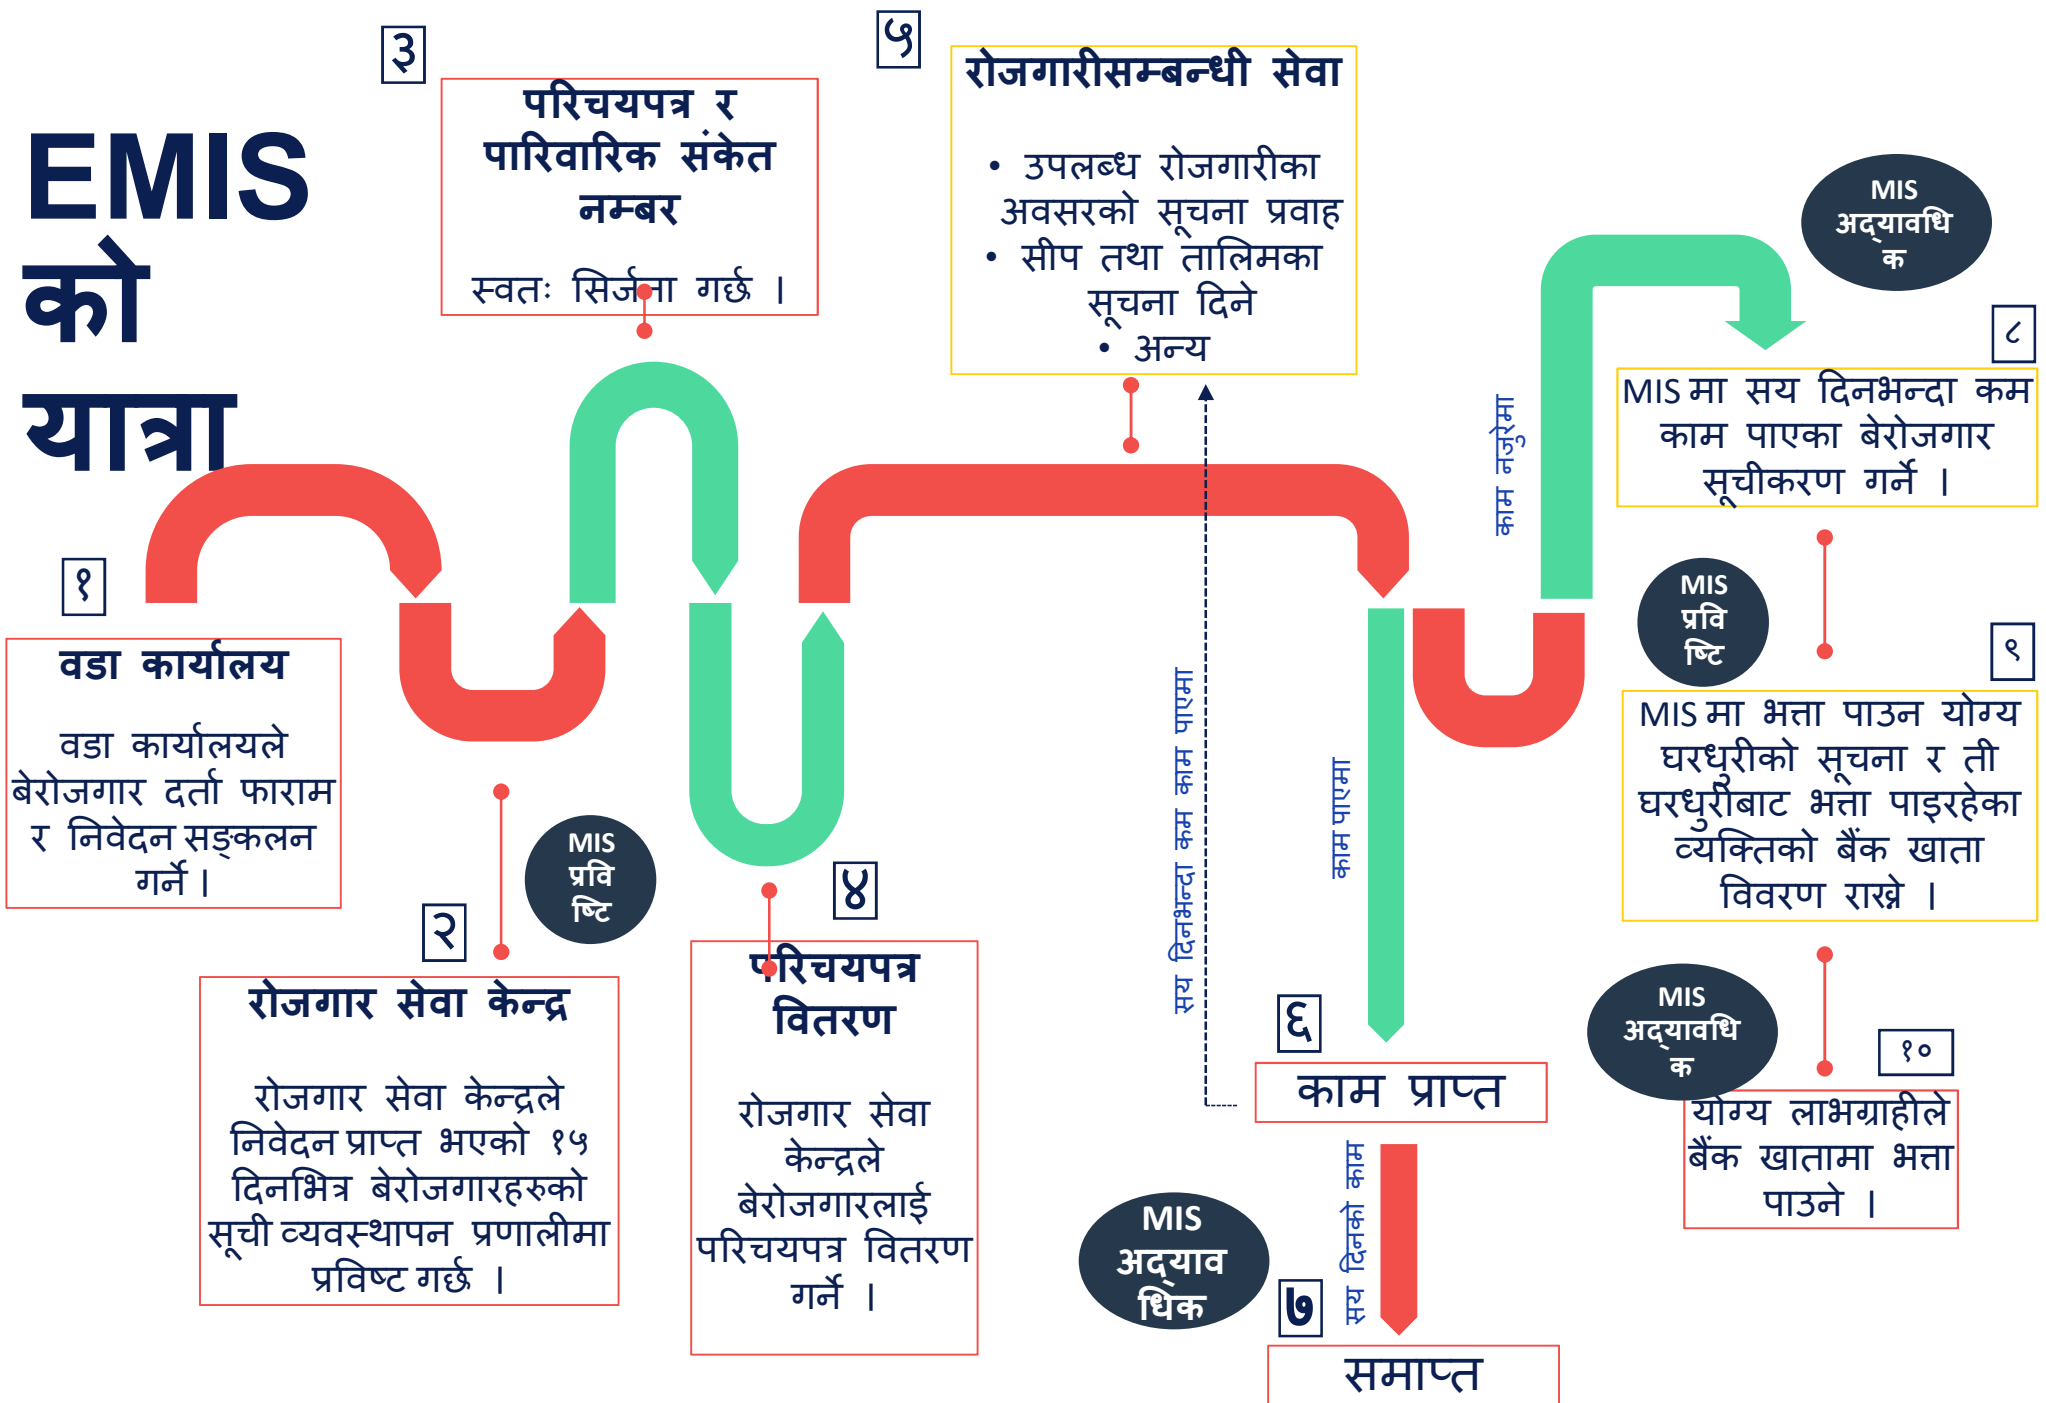 EMIS
को
यात्रा
१
वडा कार्यालय
वडा कार्यालयले
बेरोजगार दर्ता फाराम
र निवेदन सङ्कलन
गर्ने ।
२
रोजगार सेवा केन्द्र
रोजगार सेवा केन्द्रले
निवेदन प्राप्त भएको १५
दिनभित्र बेरोजगारहरुको
सूची व्यवस्थापन प्रणालीमा
प्रविष्ट गर्छ ।
MIS
प्रवि
ष्टि
३
परिचयपत्र र
पारिवारिक संकेत
नम्बर
स्वतः सिर्जना गर्छ ।
४
परिचयपत्र
वितरण
रोजगार सेवा
केन्द्रले
बेरोजगारलाई
परिचयपत्र वितरण
गर्ने ।
५
रोजगारीसम्बन्धी सेवा
• उपलब्ध रोजगारीका
अवसरको सूचना प्रवाह
• सीप तथा तालिमका
सूचना दिने
• अन्य
सय दिनभन्दा कम काम पाएमा
काम पाएमा
६
काम प्राप्त
सय दिनको काम
MIS
अद्‌याव
धिक
७
समाप्त
काम नजुरेमा
MIS
अद्‌यावधि
क
८
MIS मा सय दिनभन्दा कम
काम पाएका बेरोजगार
सूचीकरण गर्ने ।
MIS
प्रवि
ष्टि
९
MIS मा भत्ता पाउन योग्य
घरधुरीको सूचना र ती
घरधुरीबाट भत्ता पाइरहेका
व्यक्तिको बैंक खाता
विवरण राख्ने ।
MIS
अद्‌यावधि
क
१०
योग्य लाभग्राहीले
बैंक खातामा भत्ता
पाउने ।